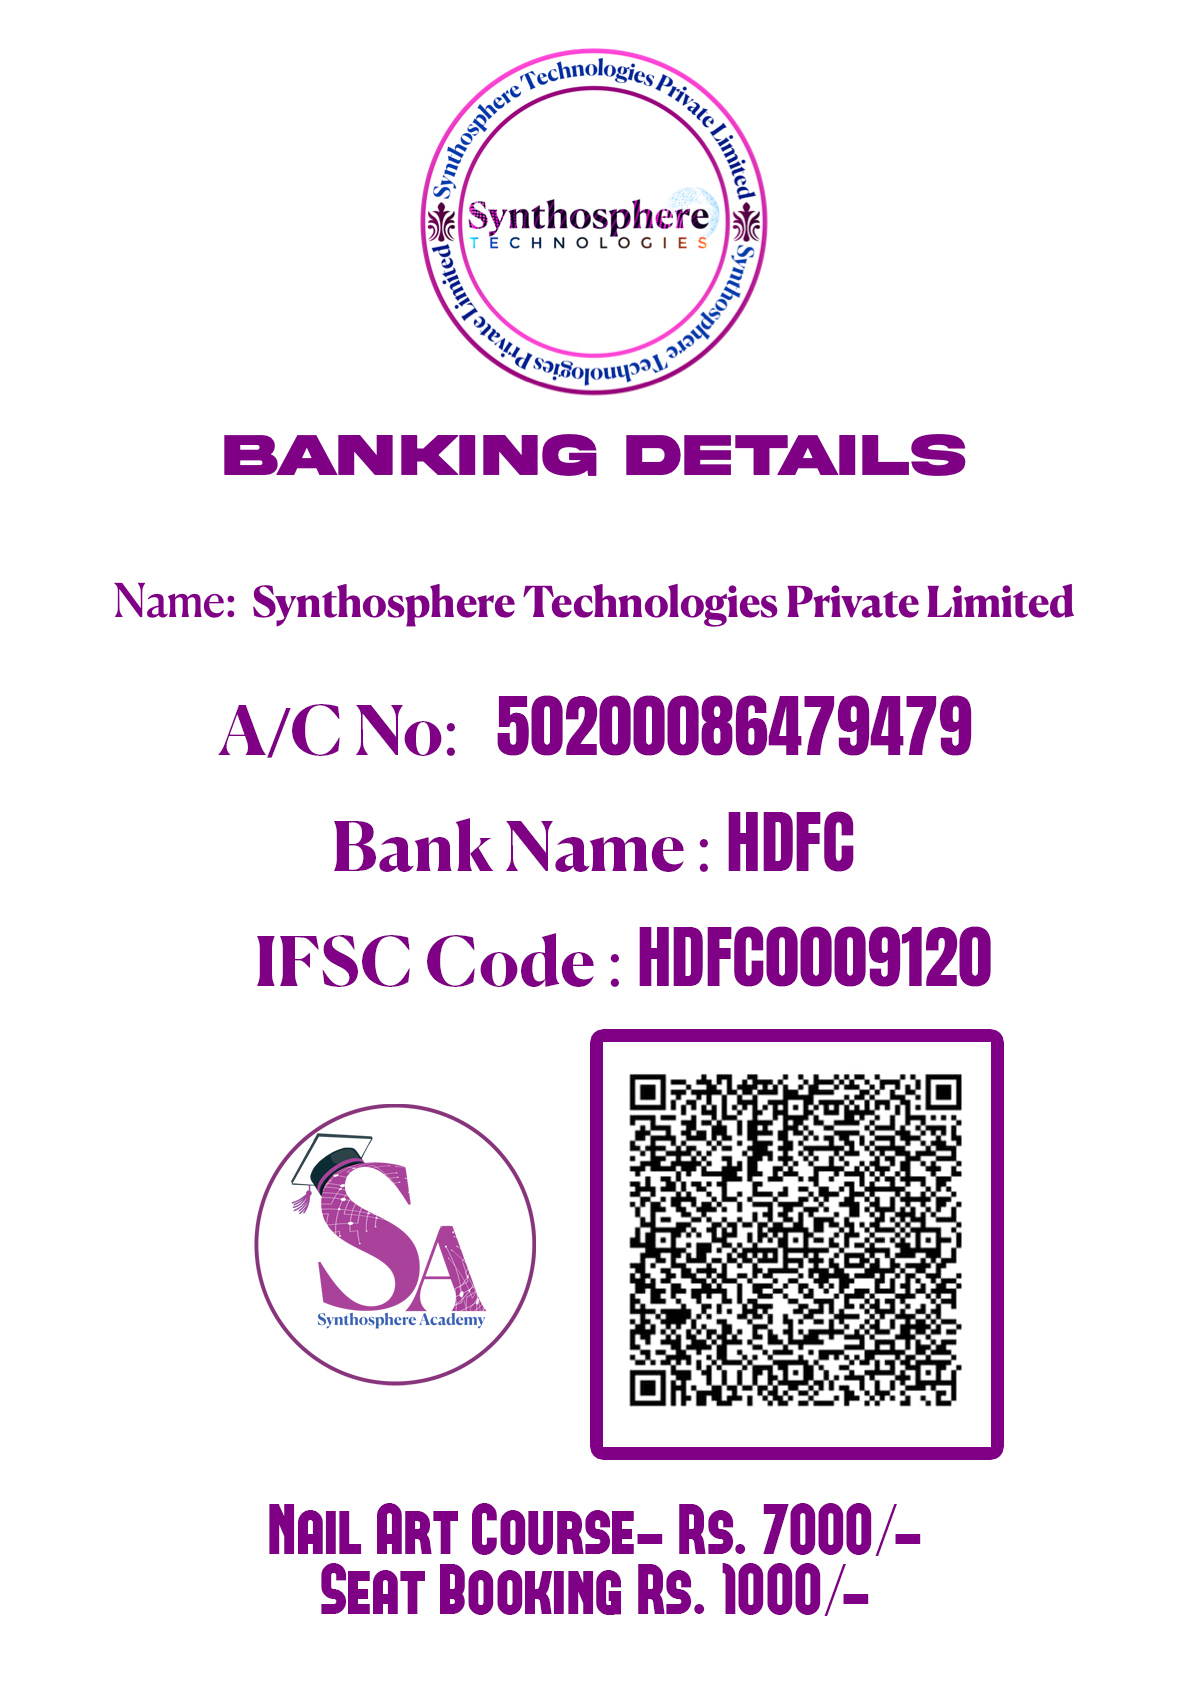 Synthosphere Technologies Private Limited
Synthosphere
TECHNOLOGIES
Synthosphere Technologies Private Limited
BANKING DETAILS
Name: Synthosphere Technologies Private Limited
A/C No: 50200086479479
Bank Name : HDFC
IFSC Code : HDFC0009120
SA
Synthosphere Academy
Nail Art Course- Rs. 7000/-
Seat Booking Rs. 1000/-